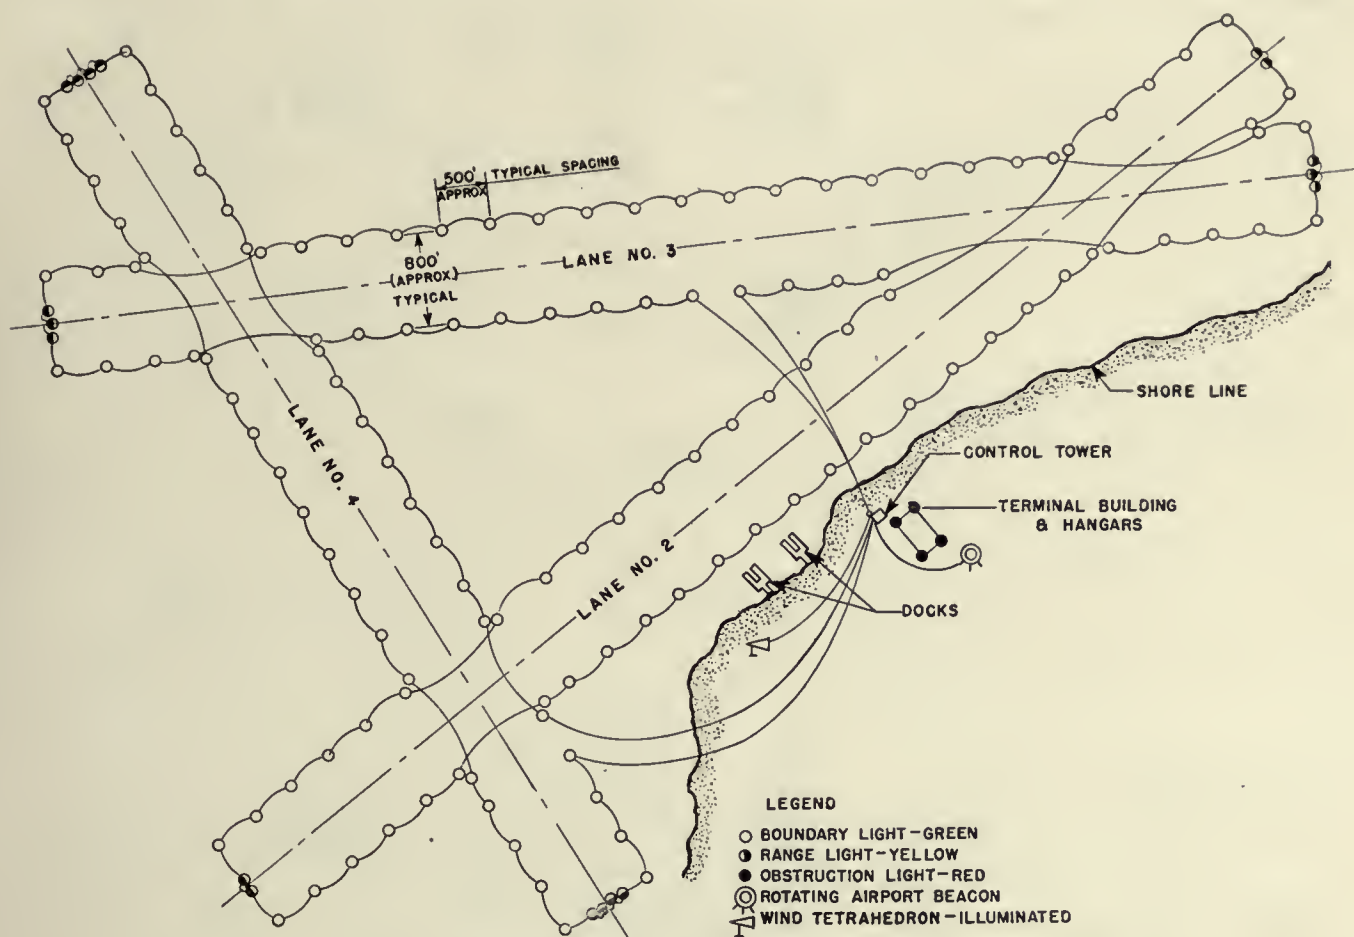 500' TYPICAL SPACING
APPROX
LANE NO. 3
800'
(APPROX.)
TYPICAL
LANE NO. 4
SHORE LINE
CONTROL TOWER
TERMINAL BUILDING
& HANGARS
LANE NO. 2
DOCKS
LEGEND
BOUNDARY LIGHT-GREEN
RANGE LIGHT-YELLOW
OBSTRUCTION LIGHT-RED
ROTATING AIRPORT BEACON
WIND TETRAHEDRON-ILLUMINATED